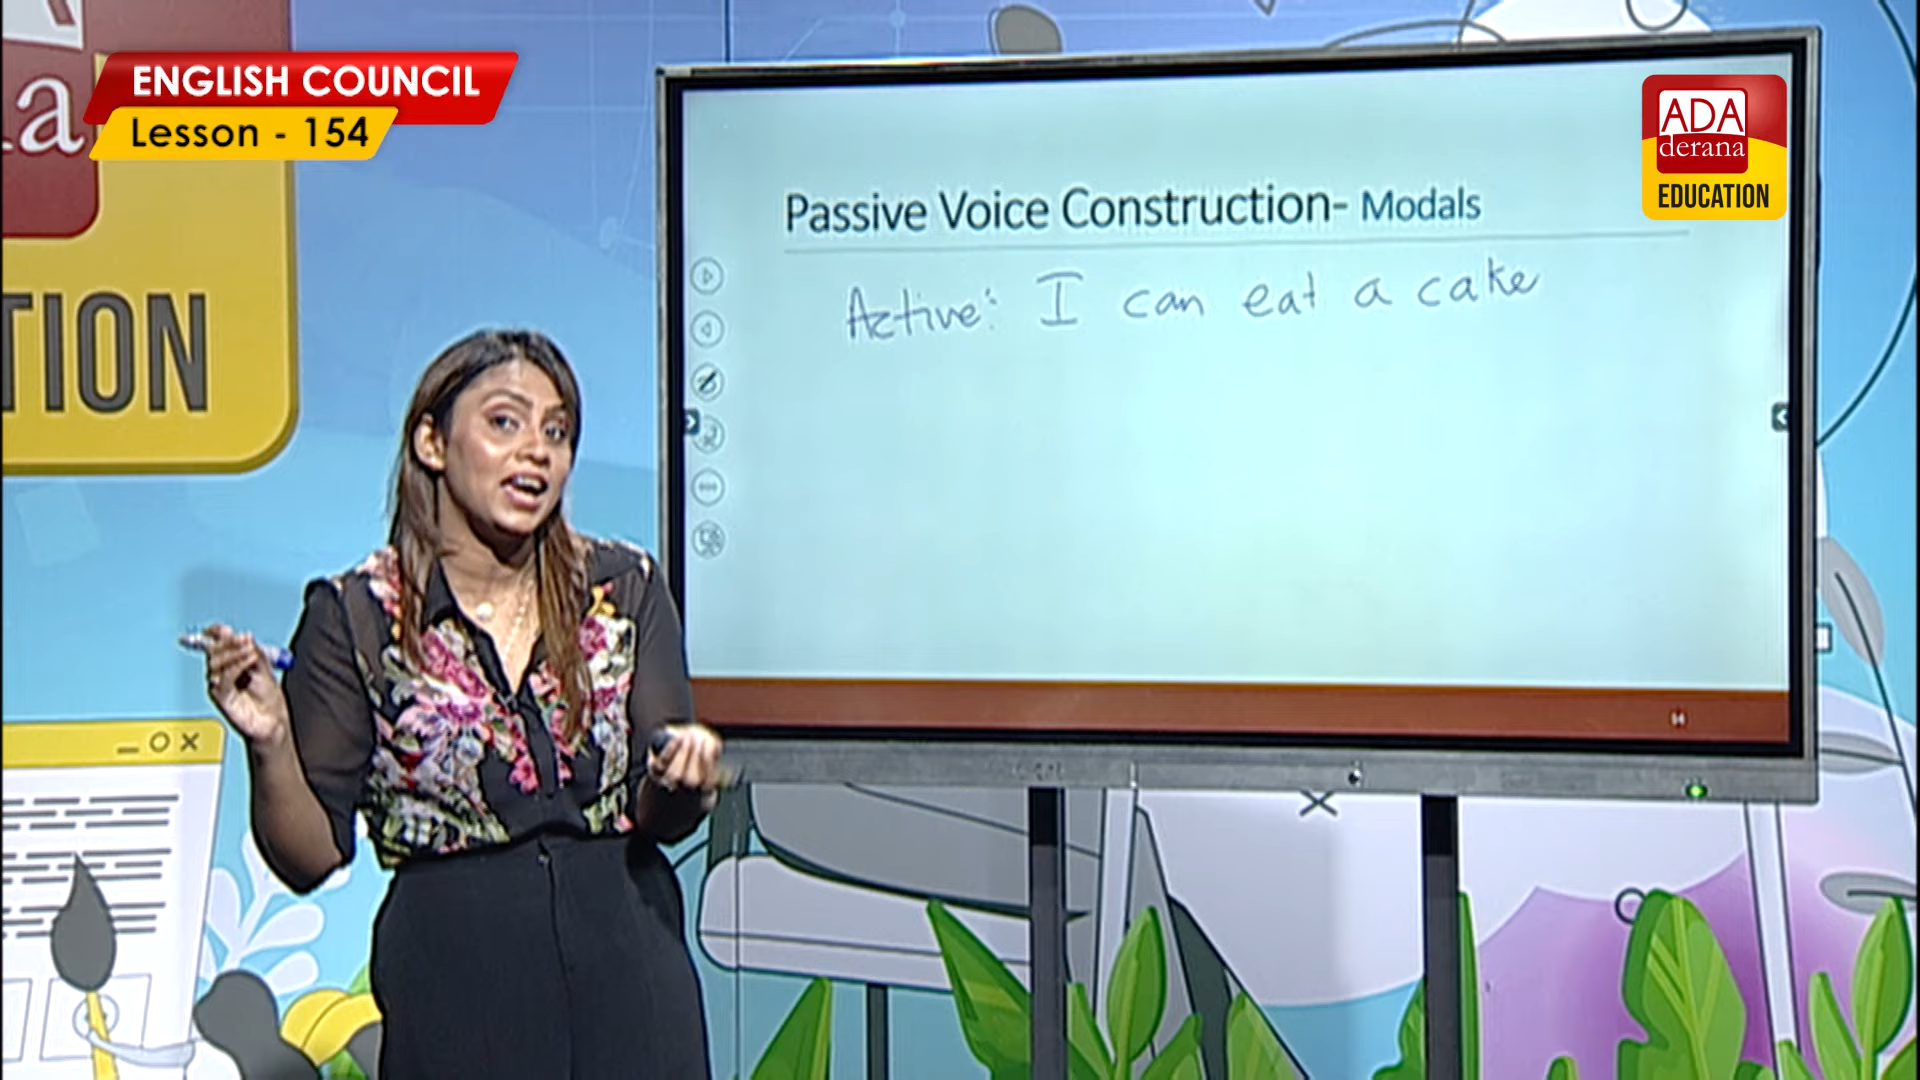 ENGLISH COUNCIL
Lesson - 154
a
TION
ADA
derana
EDUCATION
Passive Voice Construction- Modals
Active: I can eat a cake